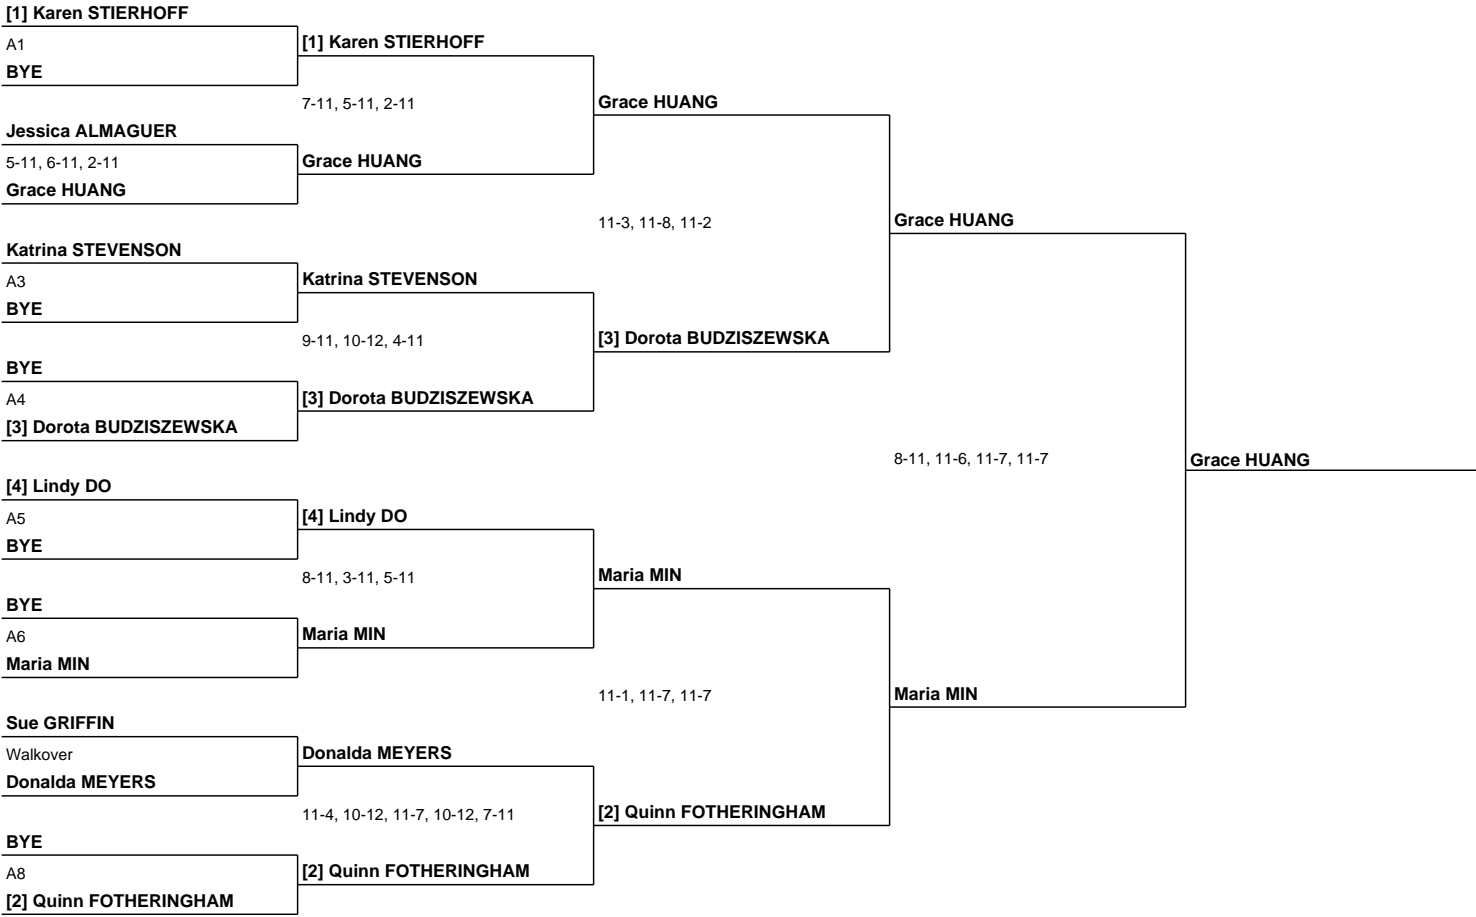 [1] Karen STIERHOFF
A1
BYE
[1] Karen STIERHOFF
7-11, 5-11, 2-11
Jessica ALMAGUER
5-11, 6-11, 2-11
Grace HUANG
Grace HUANG
Grace HUANG
11-3, 11-8, 11-2
Katrina STEVENSON
A3
BYE
Katrina STEVENSON
9-11, 10-12, 4-11
BYE
A4
[3] Dorota BUDZISZEWSKA
[3] Dorota BUDZISZEWSKA
[3] Dorota BUDZISZEWSKA
Grace HUANG
8-11, 11-6, 11-7, 11-7
Grace HUANG
[4] Lindy DO
A5
BYE
[4] Lindy DO
8-11, 3-11, 5-11
BYE
A6
Maria MIN
Maria MIN
Maria MIN
11-1, 11-7, 11-7
Maria MIN
Sue GRIFFIN
Walkover
Donalda MEYERS
Donalda MEYERS
11-4, 10-12, 11-7, 10-12, 7-11
BYE
A8
[2] Quinn FOTHERINGHAM
[2] Quinn FOTHERINGHAM
[2] Quinn FOTHERINGHAM